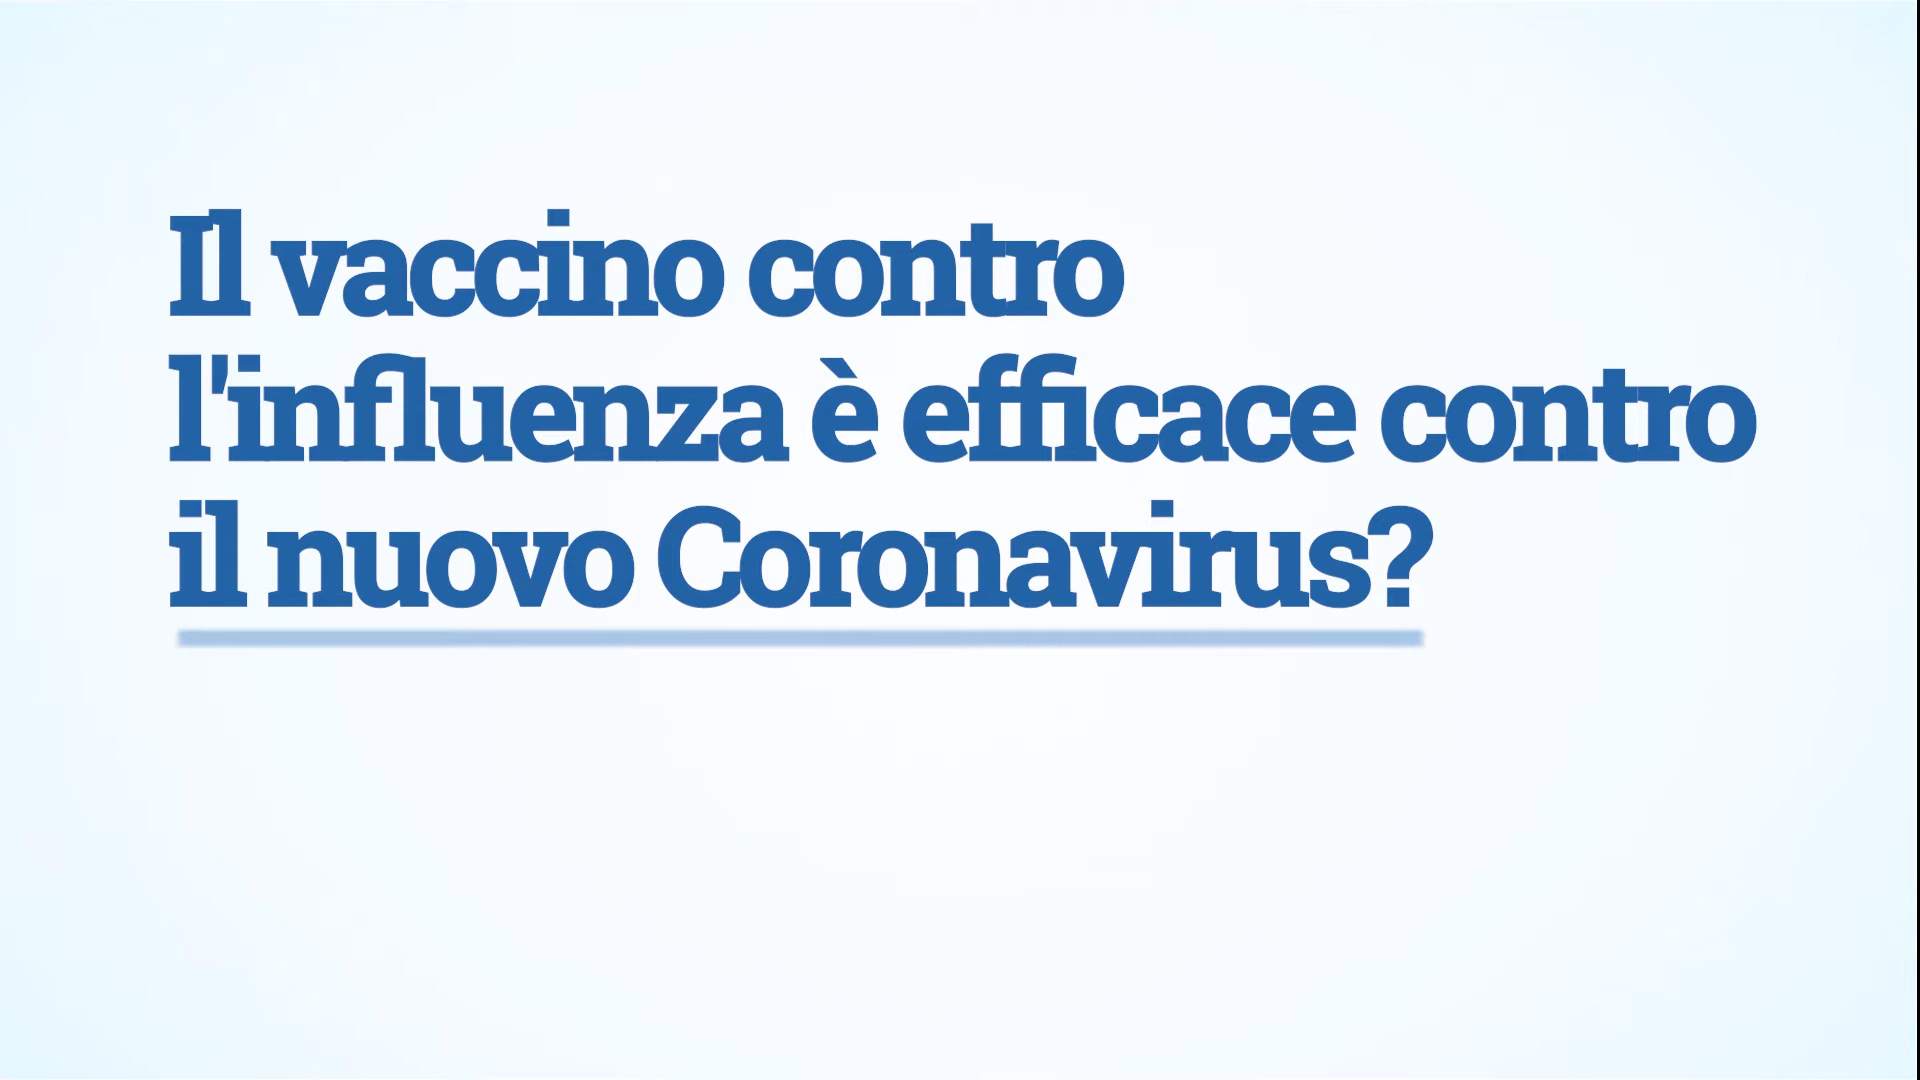 Il vaccino contro
l'influenza è efficace contro
il nuovo Coronavirus?